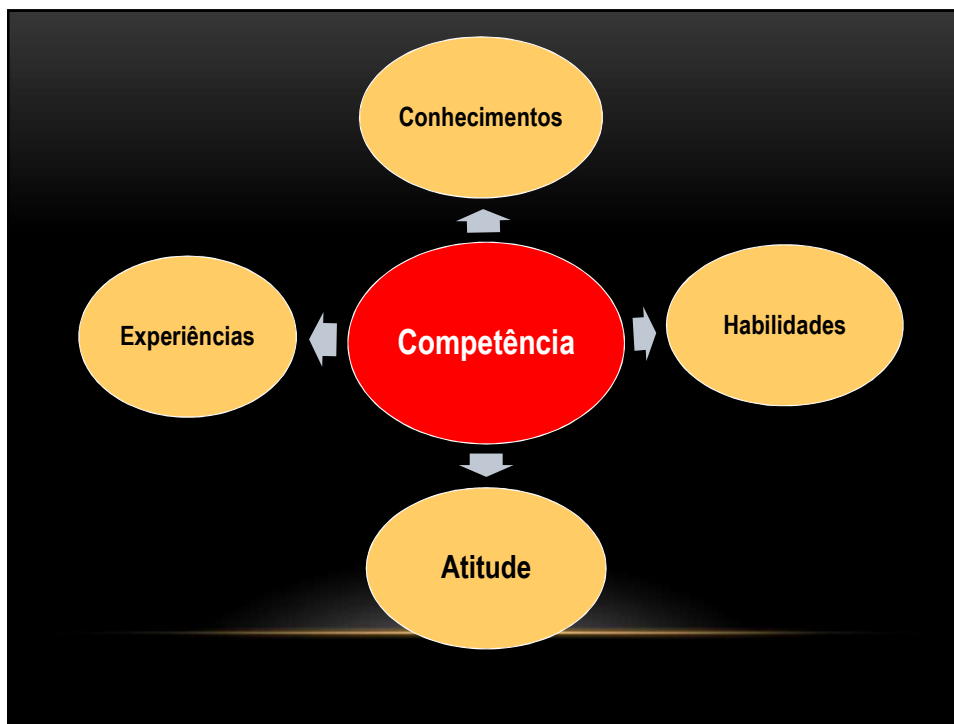 Conhecimentos
Experiências
Competência
Habilidades
Atitude